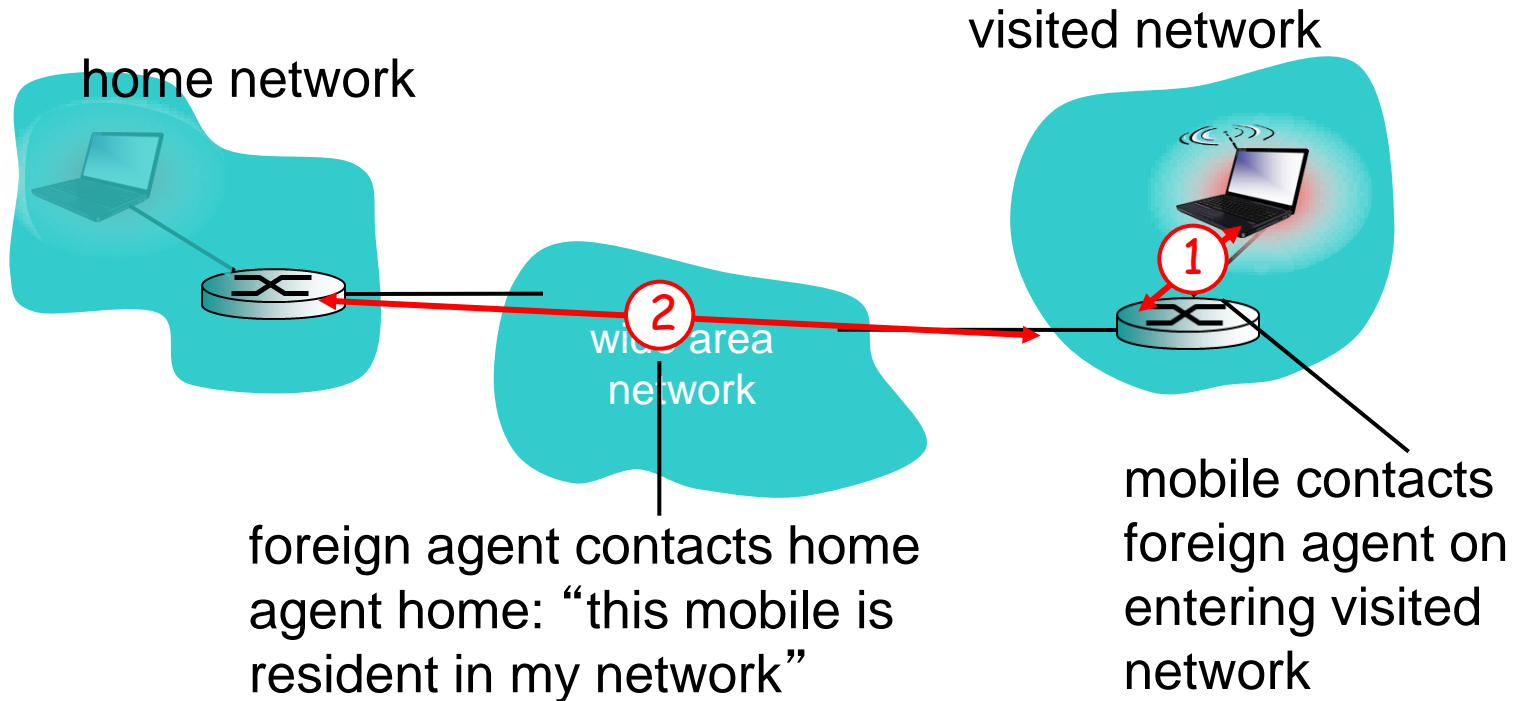 visited network
home network
1
2
wide area
network
foreign agent contacts home
agent home: “this mobile is
resident in my network”
mobile contacts
foreign agent on
entering visited
network